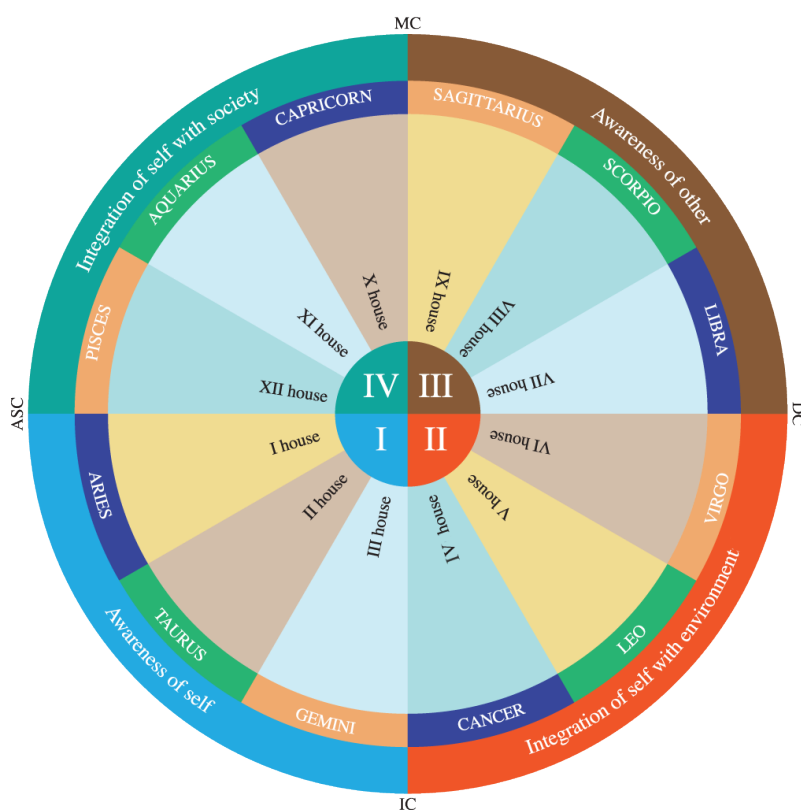 MC
Integration of self with society
Awareness of other
CAPRICORN
SAGITTARIUS
AQUARIUS
SCORPIO
PISCES
LIBRA
X house
IX house
XI house
VIII house
XII house
VII house
IV
III
ASC
DC
I
II
I house
VI house
II house
V house
III house
IV house
ARIES
VIRGO
TAURUS
LEO
GEMINI
CANCER
Awareness of self
Integration of self with environment
IC